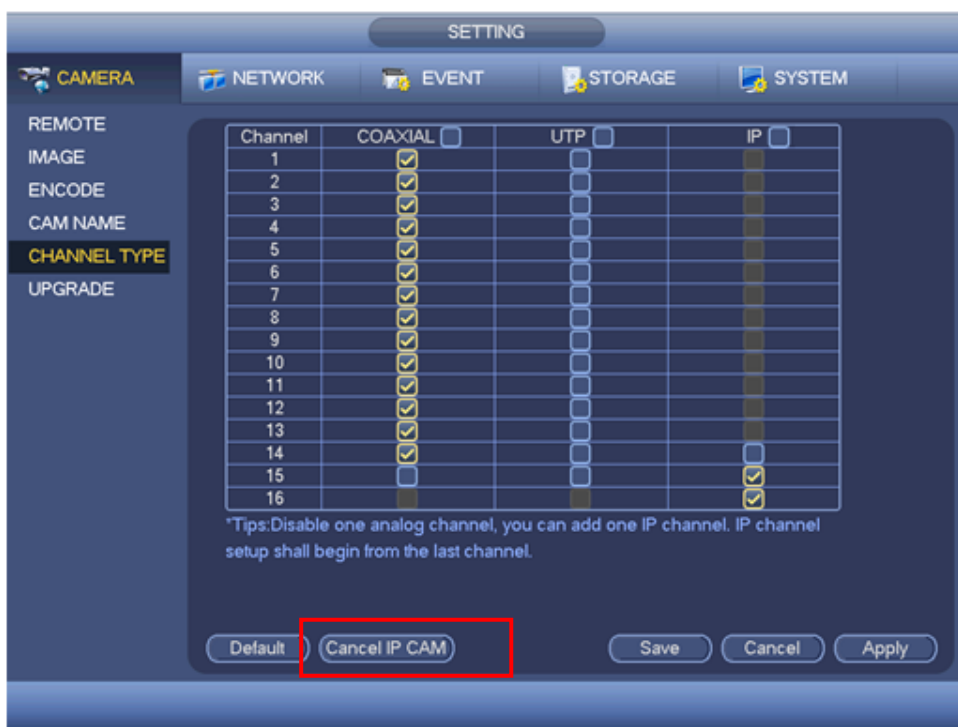 SETTING
CAMERA NETWORK EVENT STORAGE SYSTEM
REMOTE
IMAGE
ENCODE
CAM NAME
CHANNEL TYPE
UPGRADE
Channel COAXIAL UTP IP
1
2
3
4
5
6
7
8
9
10
11
12
13
14
15
16
*Tips:Disable one analog channel, you can add one IP channel. IP channel
setup shall begin from the last channel.
Default Cancel IP CAM Save Cancel Apply